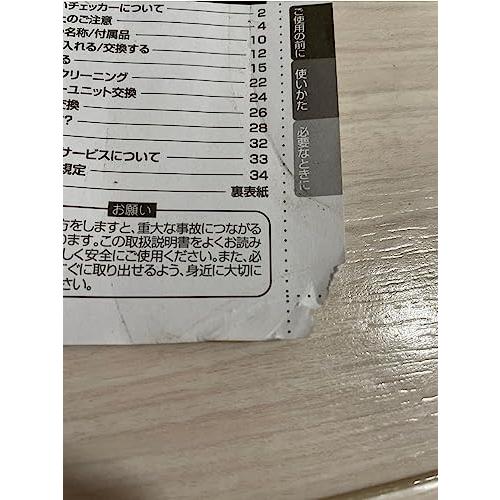 いチェッカーについて 2
のご注意 4
名称/付属品 10
入れる/交換する 12
る 15
クリーニング 22
ーユニット交換 24
交換 26
? 28
32
サービスについて 33
規定 34
裏表紙
お願い
方をしますと、重大な事故につながる
ります。この取扱説明書をよくお読み
しく安全にご使用ください。また、必
すぐに取り出せるよう、身近に大切に
さい。
ご使用の前に
使いかた
必要なときに